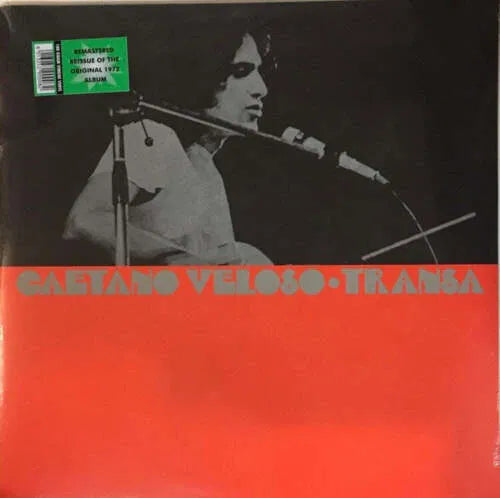 REMASTERED
REISSUE OF THE
ORIGINAL 1972
ALBUM
CAETANO VELOSO • TRANSA